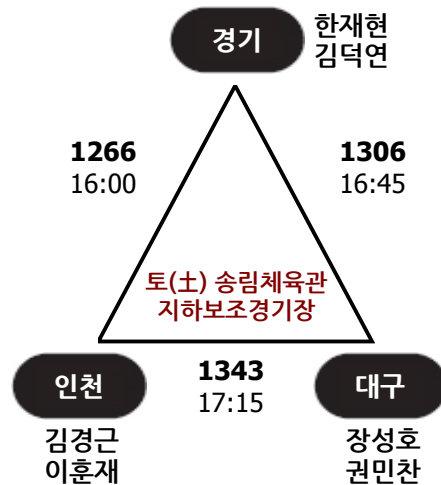 경기
한재현
김덕연
1266
16:00
1306
16:45
토(土) 송림체육관
지하보조경기장
인천
1343
17:15
대구
김경근
이훈재
장성호
권민찬